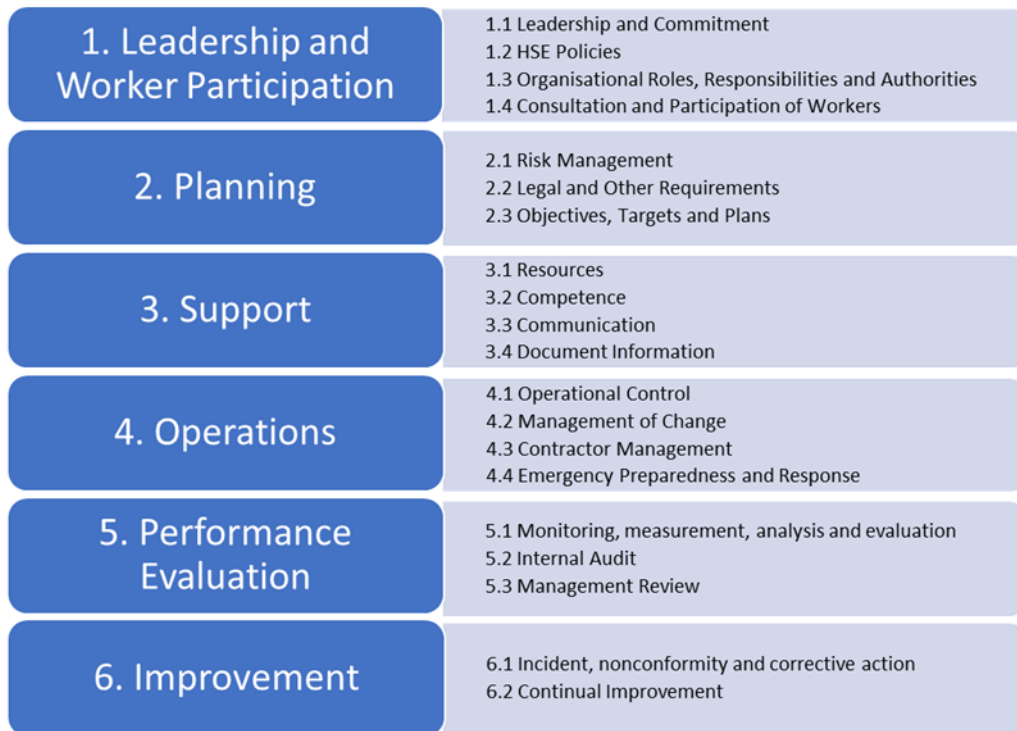 1. Leadership and
Worker Participation
1.1 Leadership and Commitment
1.2 HSE Policies
1.3 Organisational Roles, Responsibilities and Authorities
1.4 Consultation and Participation of Workers
2. Planning
2.1 Risk Management
2.2 Legal and Other Requirements
2.3 Objectives, Targets and Plans
3. Support
3.1 Resources
3.2 Competence
3.3 Communication
3.4 Document Information
4. Operations
4.1 Operational Control
4.2 Management of Change
4.3 Contractor Management
4.4 Emergency Preparedness and Response
5. Performance
Evaluation
5.1 Monitoring, measurement, analysis and evaluation
5.2 Internal Audit
5.3 Management Review
6. Improvement
6.1 Incident, nonconformity and corrective action
6.2 Continual Improvement